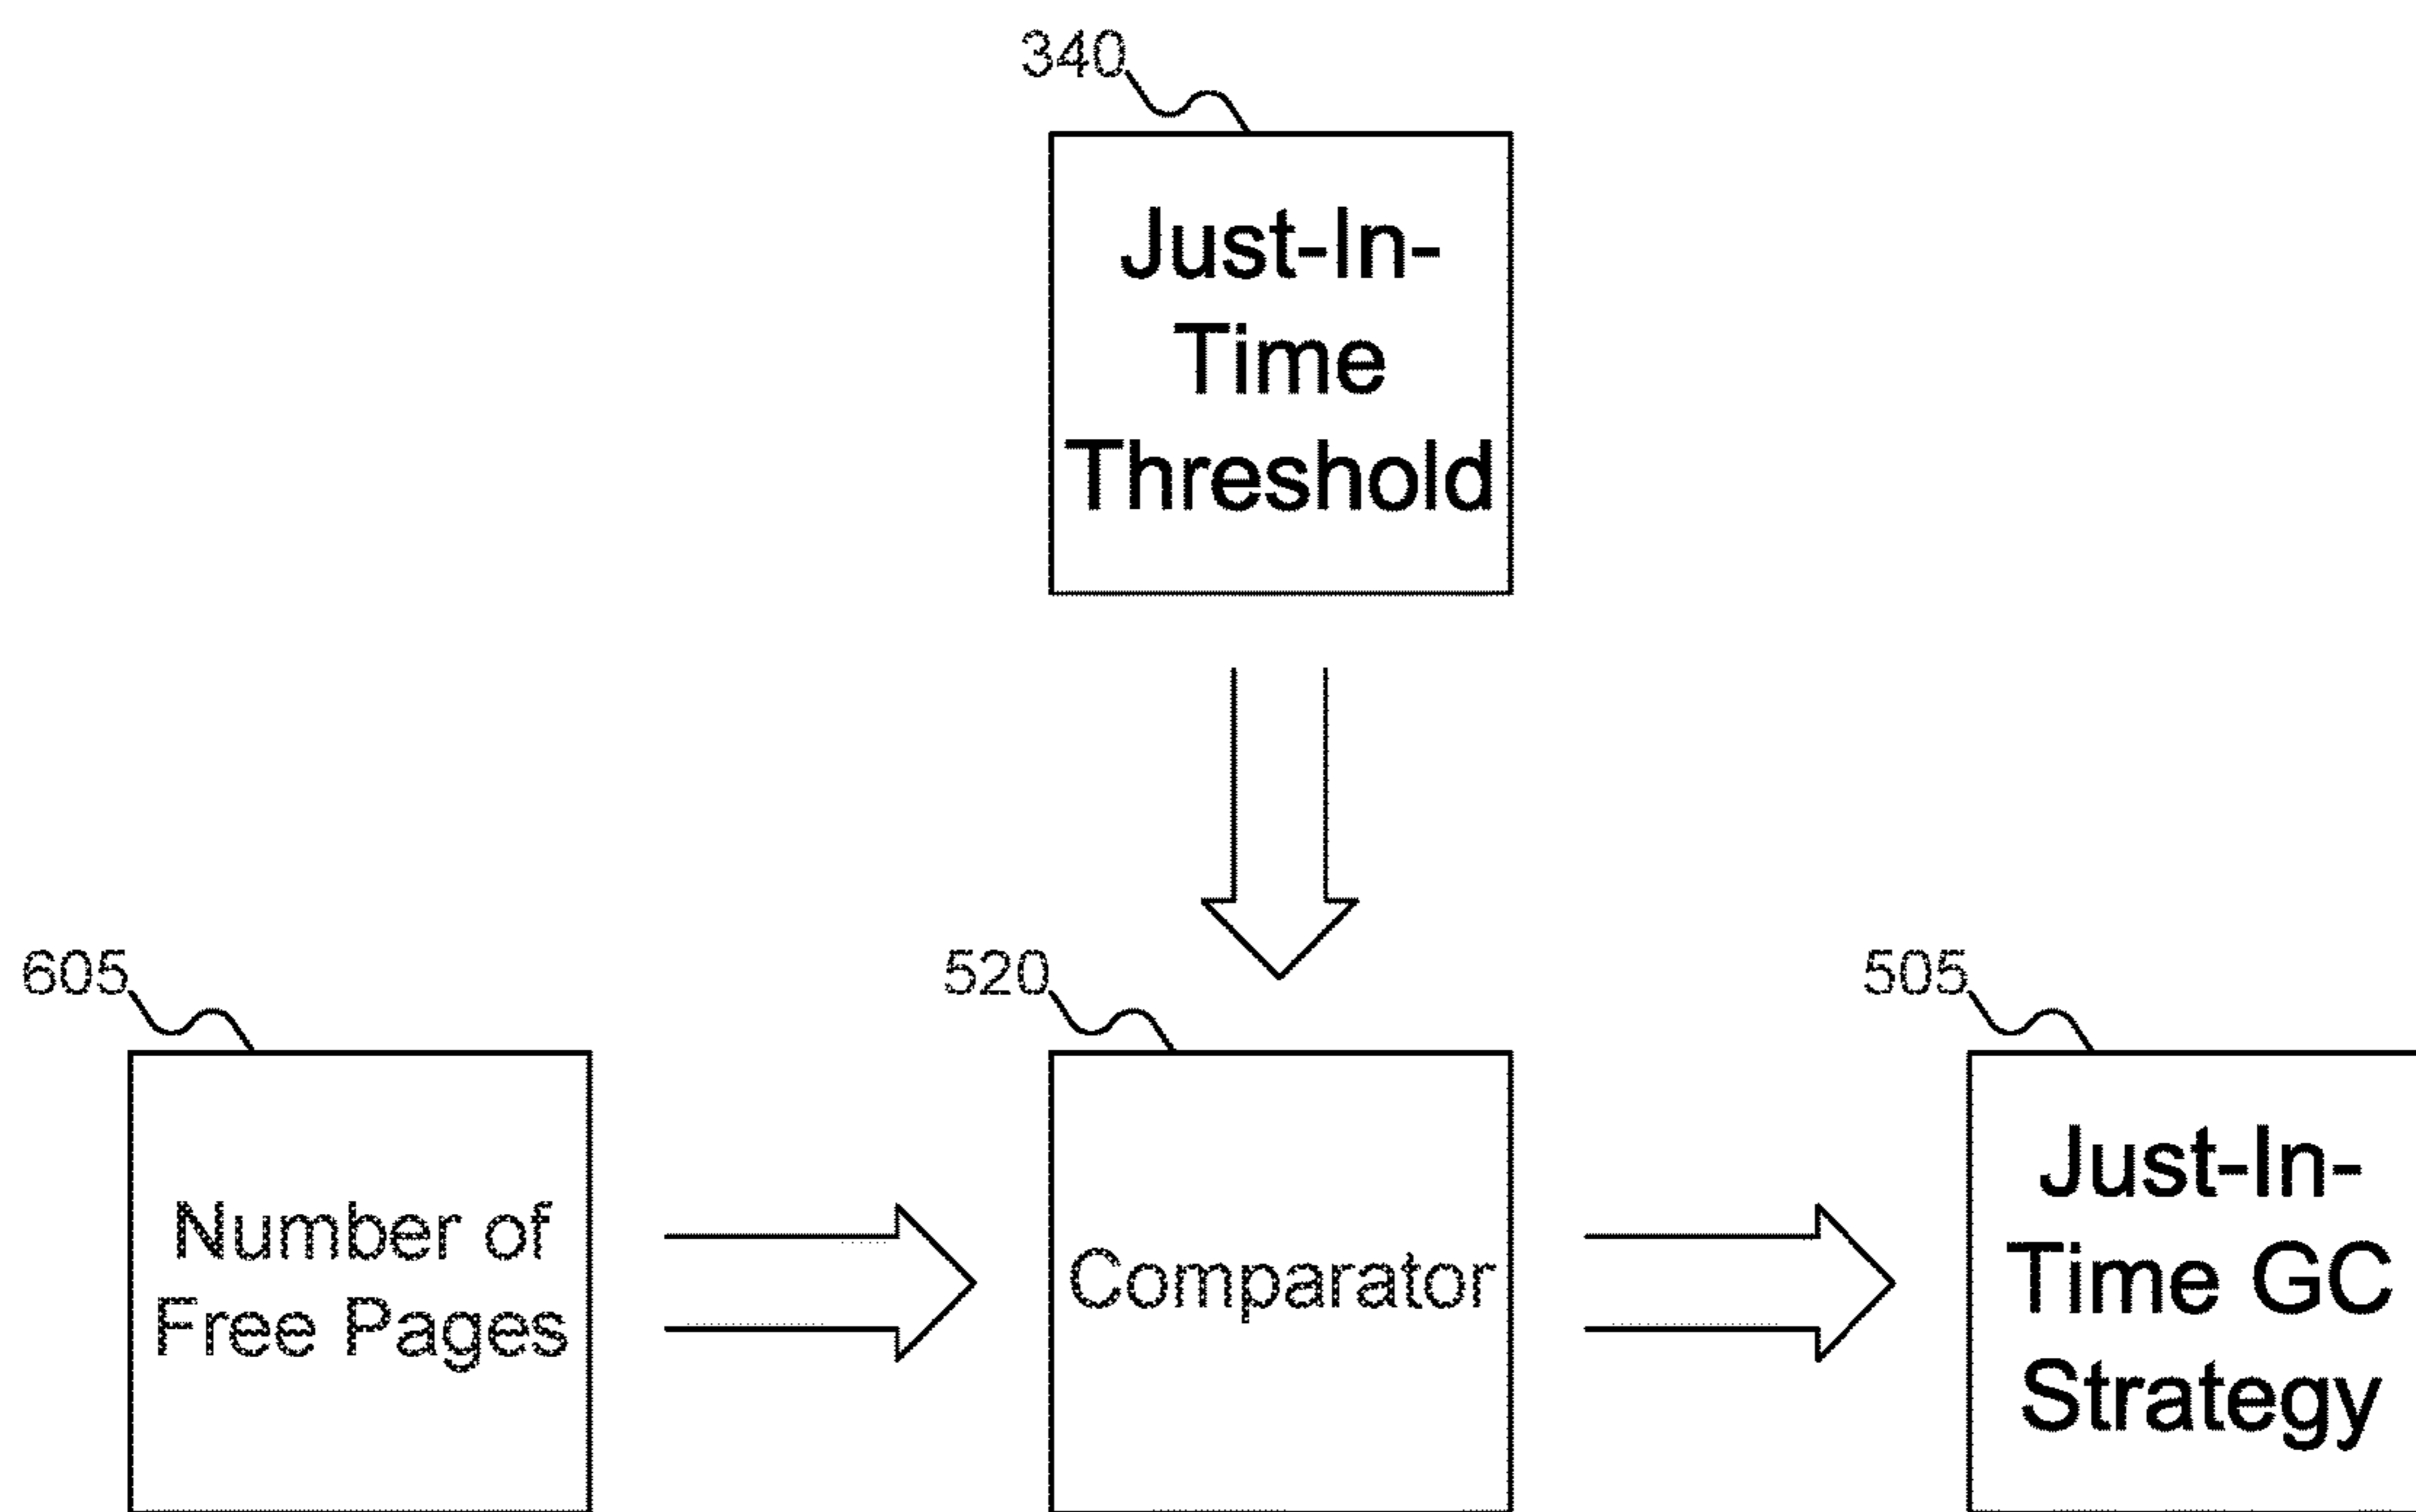 340
Just-In-
Time
Threshold
605
520
505
Number of
Free Pages
Comparator
Just-In-
Time GC
Strategy